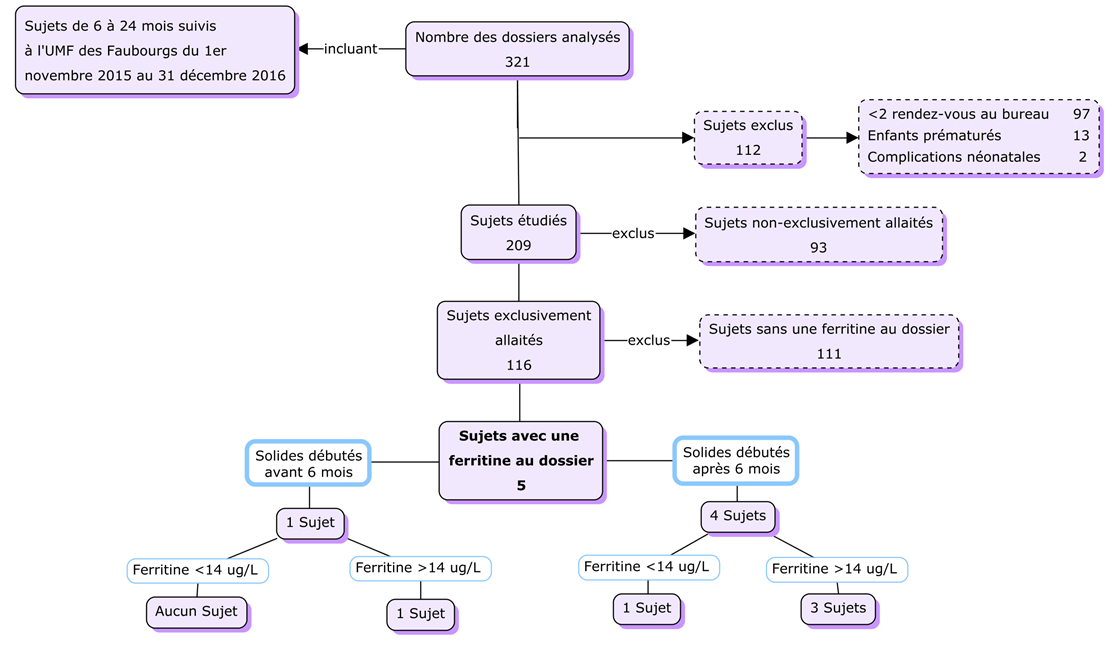 Sujets de 6 à 24 mois suivis
à l'UMF des Faubourgs du 1er
novembre 2015 au 31 décembre 2016
incluant
Nombre des dossiers analysés
321
Sujets exclus
112
<2 rendez-vous au bureau 97
Enfants prématurés 13
Complications néonatales 2
Sujets étudiés
209
exclus
Sujets non-exclusivement allaités
93
Sujets exclusivement
allaités
116
exclus
Sujets sans une ferritine au dossier
111
Sujets avec une
ferritine au dossier
5
Solides débutés
avant 6 mois
Solides débutés
après 6 mois
1 Sujet
4 Sujets
Ferritine <14 ug/L
Ferritine >14 ug/L
Ferritine <14 ug/L
Ferritine >14 ug/L
Aucun Sujet
1 Sujet
1 Sujet
3 Sujets